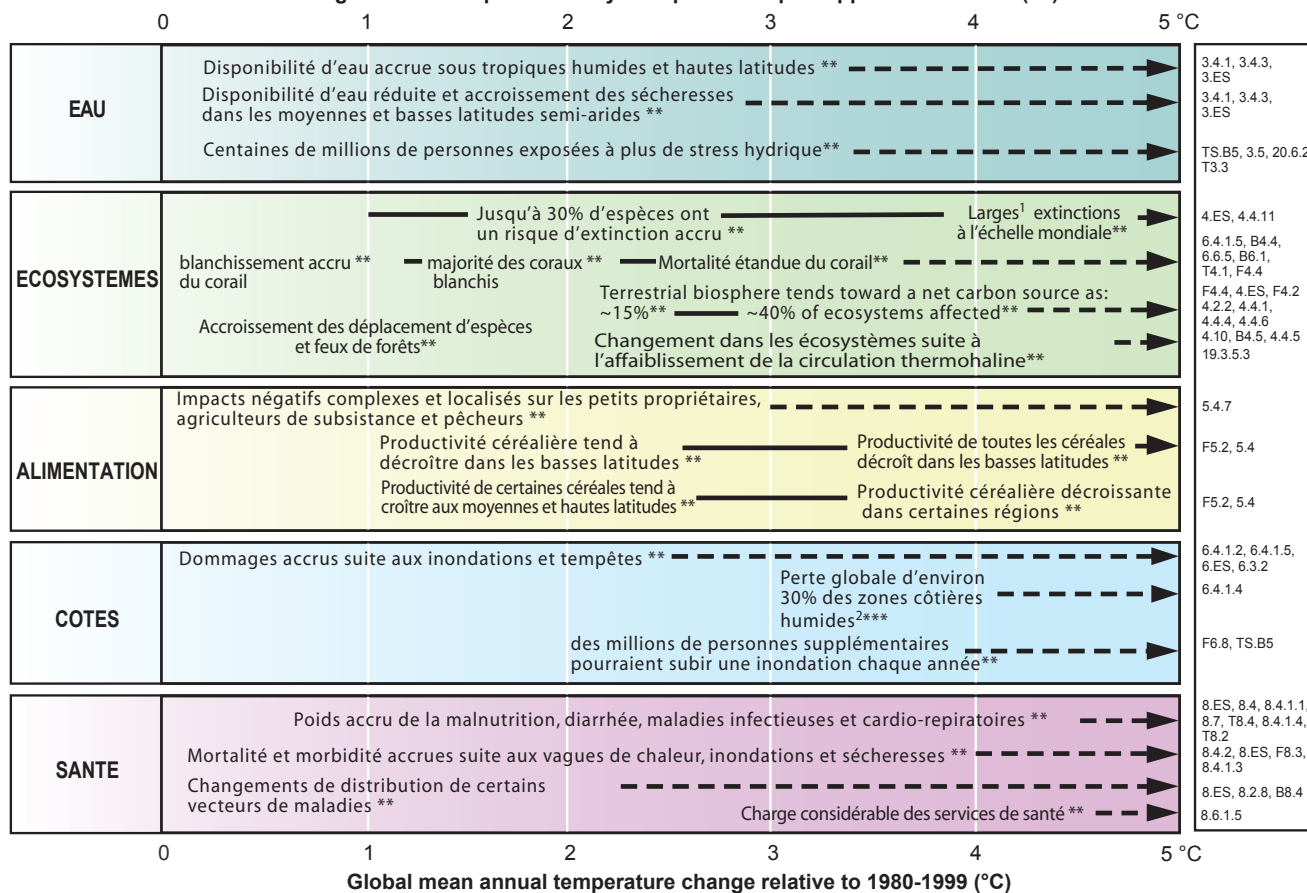 0 1 2 3 4 5 °C
EAU
Disponibilité d'eau accrue sous tropiques humides et hautes latitudes **
Disponibilité d'eau réduite et accroissement des sécheresses
dans les moyennes et basses latitudes semi-arides **
Centaines de millions de personnes exposées à plus de stress hydrique**
3.4.1, 3.4.3,
3.ES
3.4.1, 3.4.3,
3.ES
TS.B5, 3.5, 20.6.2
T3.3
ECOSYSTEMES
Jusqu'à 30% d'espèces ont
un risque d'extinction accru **
Larges¹ extinctions
à l'échelle mondiale**
blanchissement accru **
du corail
majorité des coraux **
blanchis
Mortalité étandue du corail**
Terrestrial biosphere tends toward a net carbon source as:
~15%** ~40% of ecosystems affected**
Accroissement des déplacement d'espèces
et feux de forêts**
Changement dans les écosystèmes suite à
l'affaiblissement de la circulation thermohaline**
4.ES, 4.4.11
6.4.1.5, B4.4,
6.6.5, B6.1,
T4.1, F4.4
F4.4, 4.ES, F4.2
4.2.2, 4.4.1,
4.4.4, 4.4.6
4.10, B4.5, 4.4.5
19.3.5.3
ALIMENTATION
Impacts négatifs complexes et localisés sur les petits propriétaires,
agriculteurs de subsistance et pêcheurs **
Productivité céréalière tend à
décroître dans les basses latitudes **
Productivité de toutes les céréales
décroît dans les basses latitudes **
Productivité de certaines céréales tend à
croître aux moyennes et hautes latitudes **
Productivité céréalière décroissante
dans certaines régions **
5.4.7
F5.2, 5.4
F5.2, 5.4
COTES
Dommages accrus suite aux inondations et tempêtes **
Perte globale d'environ
30% des zones côtières
humides²***
des millions de personnes supplémentaires
pourraient subir une inondation chaque année**
6.4.1.2, 6.4.1.5,
6.ES, 6.3.2
6.4.1.4
F6.8, TS.B5
SANTE
Poids accru de la malnutrition, diarrhée, maladies infectieuses et cardio-repiratoires **
Mortalité et morbidité accrues suite aux vagues de chaleur, inondations et sécheresses **
Changements de distribution de certains
vecteurs de maladies **
Charge considérable des services de santé **
8.ES, 8.4, 8.4.1.1,
8.7, T8.4, 8.4.1.4,
T8.2
8.4.2, 8.ES, F8.3,
8.4.1.3
8.ES, 8.2.8, B8.4
8.6.1.5
0 1 2 3 4 5 °C
Global mean annual temperature change relative to 1980-1999 (°C)